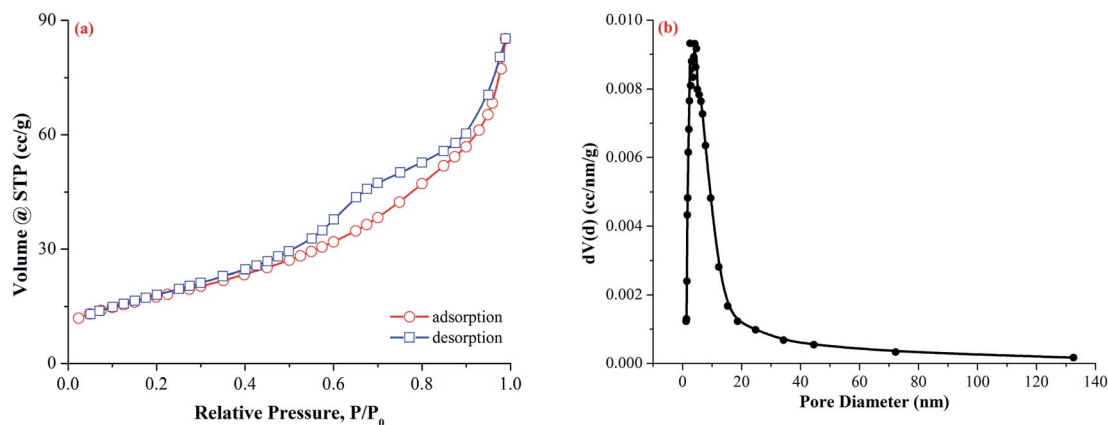 (a)
90
60
30
0
Volume @ STP (cc/g)
adsorption
desorption
0.0 0.2 0.4 0.6 0.8 1.0
Relative Pressure, P/P₀
(b)
0.010
0.008
0.006
0.004
0.002
0.000
dV(d) (cc/nm/g)
0 20 40 60 80 100 120 140
Pore Diameter (nm)